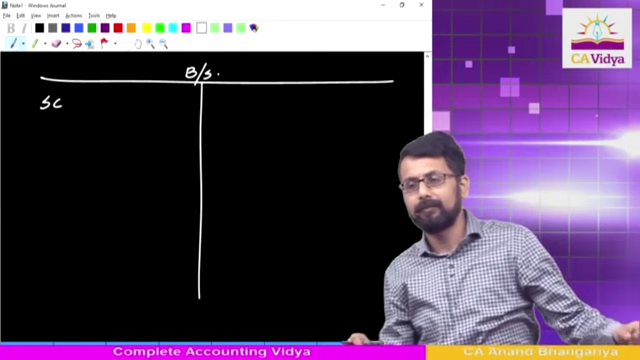 Note1 - Windows Journal
File Edit View Insert Actions Tools Help
B I
B/s.
SC
CA Vidya
Complete Accounting Vidya
CA Anand Bhangariya